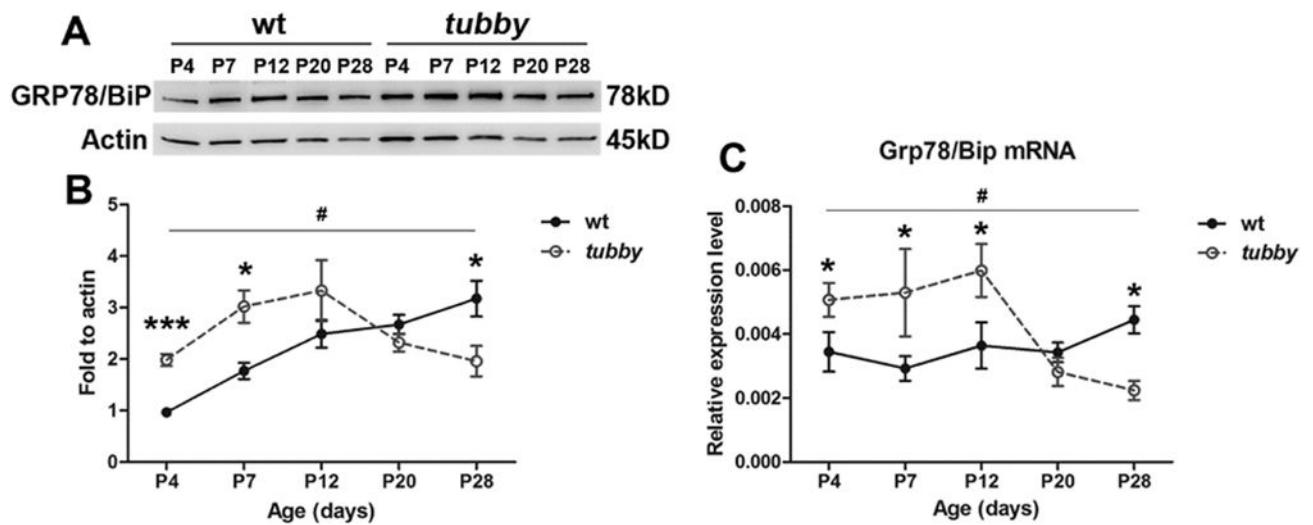 A
wt tubby
P4 P7 P12 P20 P28 P4 P7 P12 P20 P28
GRP78/BiP 78kD
Actin 45kD
B
5
4
3
2
1
0
Fold to actin
#
***
*
*
wt
tubby
P4 P7 P12 P20 P28
Age (days)
C
Grp78/Bip mRNA
0.008
0.006
0.004
0.002
0.000
Relative expression level
#
*
*
*
*
wt
tubby
P4 P7 P12 P20 P28
Age (days)